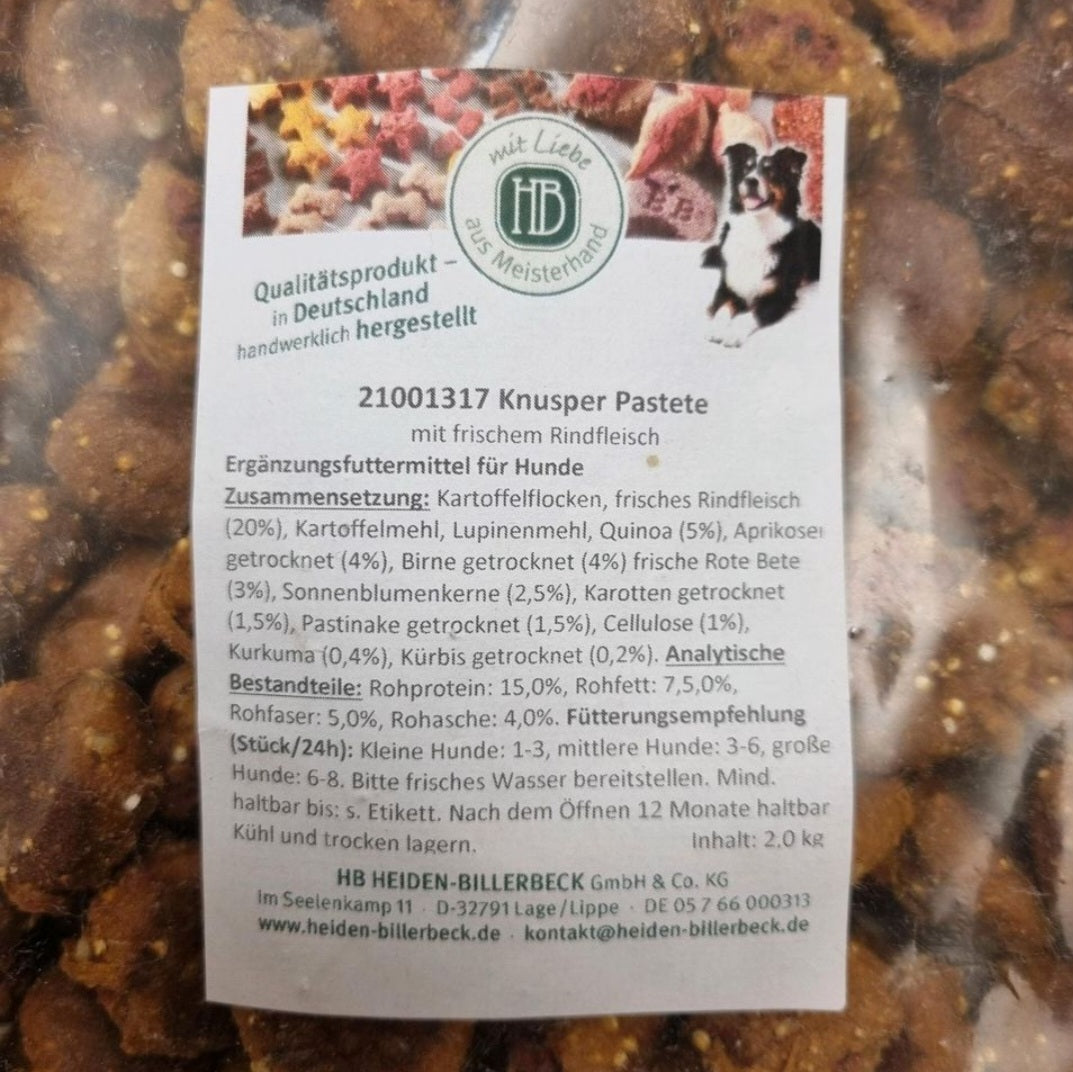 mit Liebe
HB
aus Meisterhand
Qualitätsprodukt –
in Deutschland
handwerklich hergestellt
21001317 Knusper Pastete
mit frischem Rindfleisch
Ergänzungsfuttermittel für Hunde
Zusammensetzung: Kartoffelflocken, frisches Rindfleisch
(20%), Kartoffelmehl, Lupinenmehl, Quinoa (5%), Aprikosen
getrocknet (4%), Birne getrocknet (4%) frische Rote Bete
(3%), Sonnenblumenkerne (2,5%), Karotten getrocknet
(1,5%), Pastinake getrocknet (1,5%), Cellulose (1%),
Kurkuma (0,4%), Kürbis getrocknet (0,2%). Analytische
Bestandteile: Rohprotein: 15,0%, Rohfett: 7,5,0%,
Rohfaser: 5,0%, Rohasche: 4,0%. Fütterungsempfehlung
(Stück/24h): Kleine Hunde: 1-3, mittlere Hunde: 3-6, große
Hunde: 6-8. Bitte frisches Wasser bereitstellen. Mind.
haltbar bis: s. Etikett. Nach dem Öffnen 12 Monate haltbar
Kühl und trocken lagern. Inhalt: 2,0 kg
HB HEIDEN-BILLERBECK GmbH & Co. KG
Im Seelenkamp 11 · D-32791 Lage/Lippe · DE 05 7 66 000313
www.heiden-billerbeck.de · kontakt@heiden-billerbeck.de